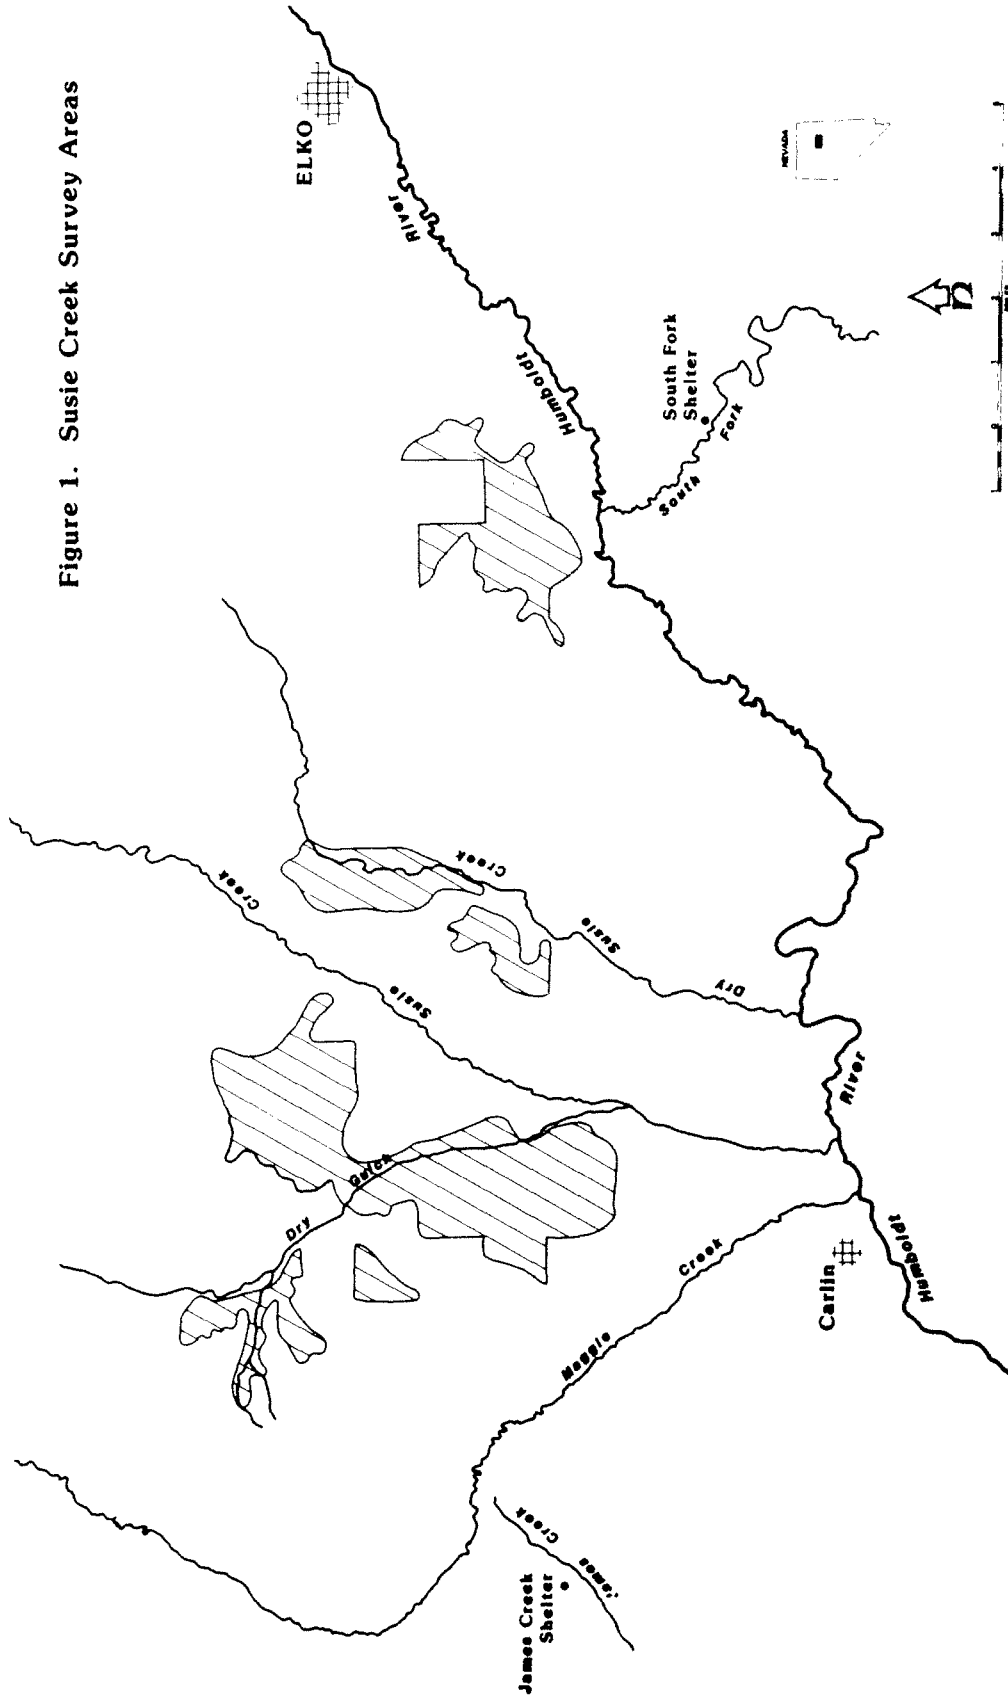 Figure 1. Susie Creek Survey Areas
ELKO
River
Humboldt
South Fork
Shelter
South
Fork
NEVADA
N
Creek
Susie
Creek
Susie
Dry
Dry
Gulch
River
Humboldt
Carlin
Creek
Maggie
James Creek
Shelter
Creek
James